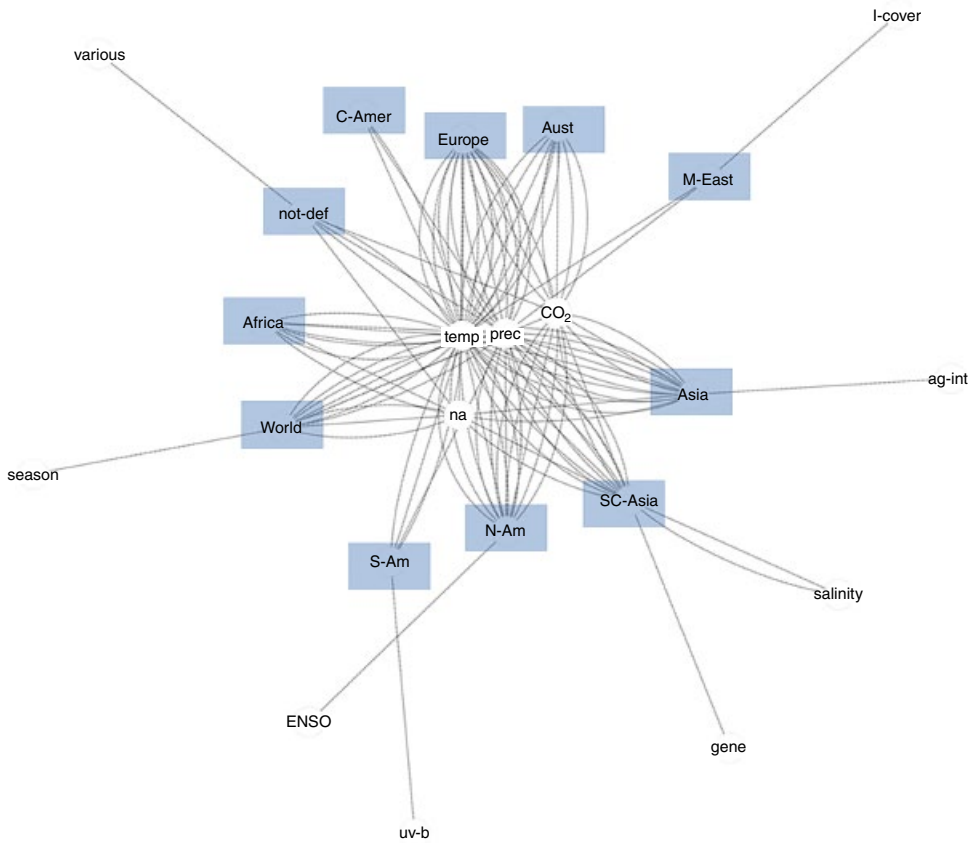 l-cover
various
C-Amer
Europe
Aust
M-East
not-def
Africa
CO₂
temp
prec
ag-int
Asia
na
World
season
SC-Asia
N-Am
S-Am
salinity
ENSO
gene
uv-b